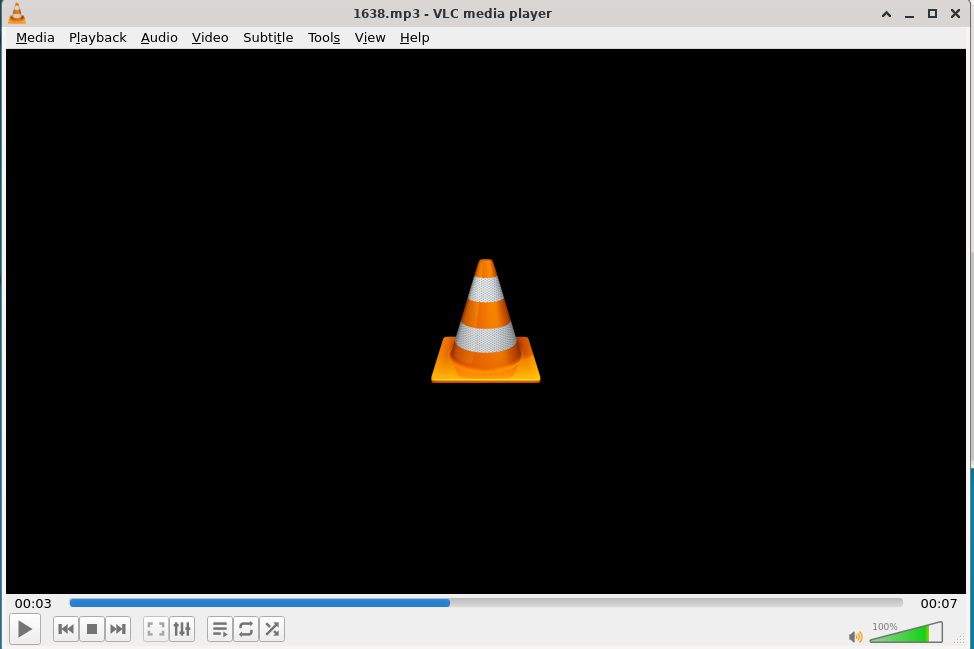 1638.mp3 - VLC media player
Media Playback Audio Video Subtitle Tools View Help
00:03 00:07
100%